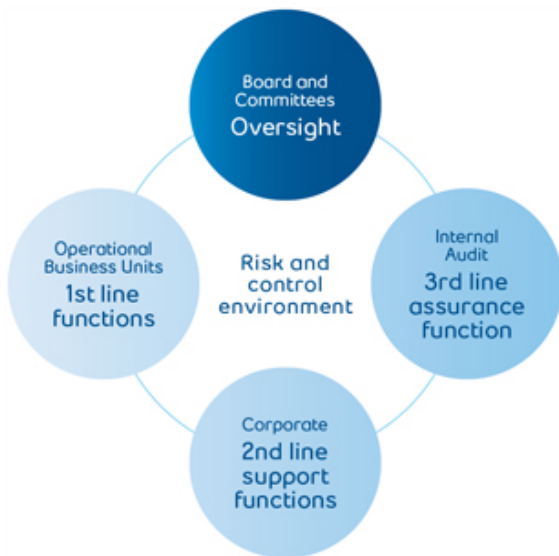 Board and
Committees
Oversight
Operational
Business Units
1st line
functions
Risk and
control
environment
Internal
Audit
3rd line
assurance
function
Corporate
2nd line
support
functions